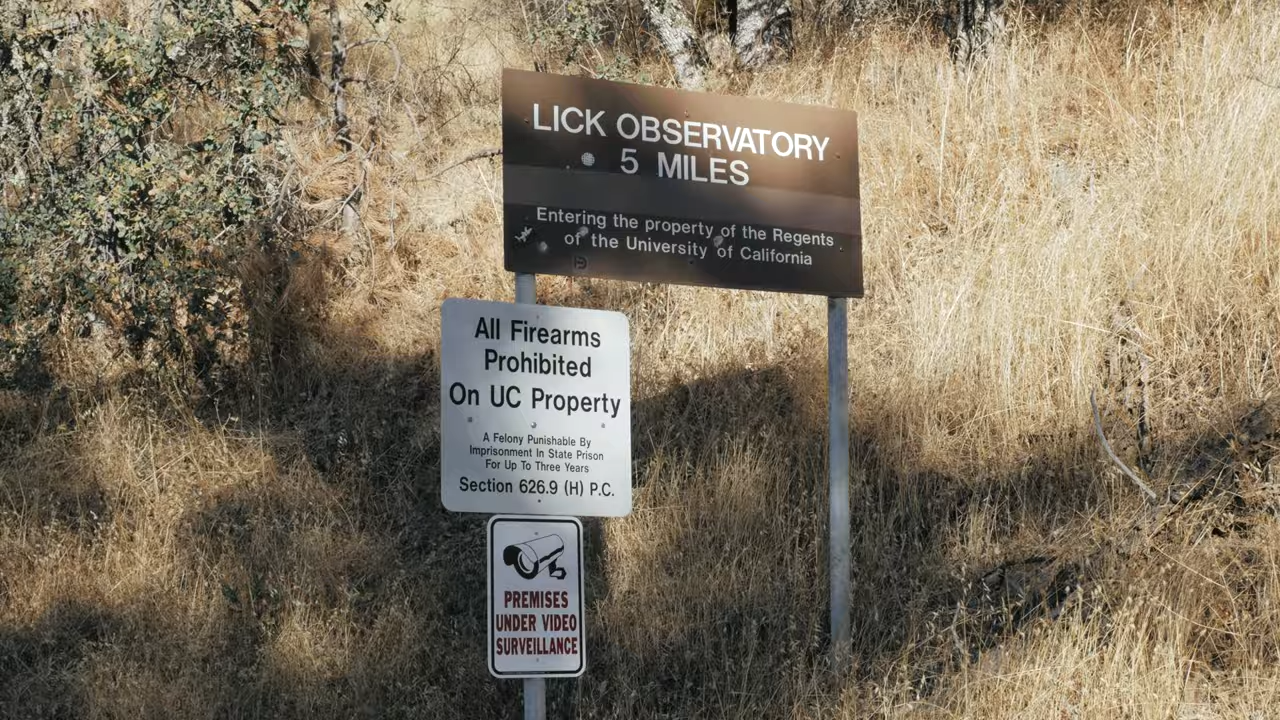 LICK OBSERVATORY
5 MILES
Entering the property of the Regents
of the University of California
All Firearms
Prohibited
On UC Property
A Felony Punishable By
Imprisonment In State Prison
For Up To Three Years
Section 626.9 (H) P.C.
PREMISES
UNDER VIDEO
SURVEILLANCE